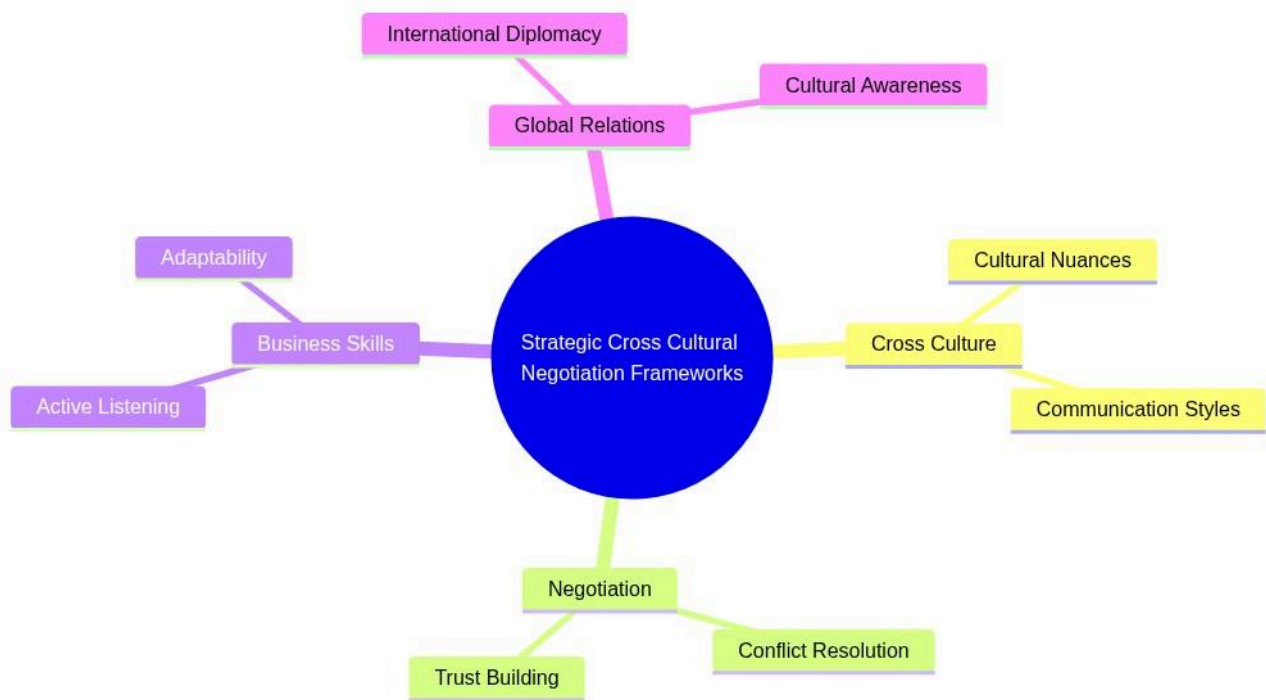 International Diplomacy
Cultural Awareness
Global Relations
Adaptability
Cultural Nuances
Business Skills
Strategic Cross Cultural
Negotiation Frameworks
Cross Culture
Active Listening
Communication Styles
Negotiation
Conflict Resolution
Trust Building